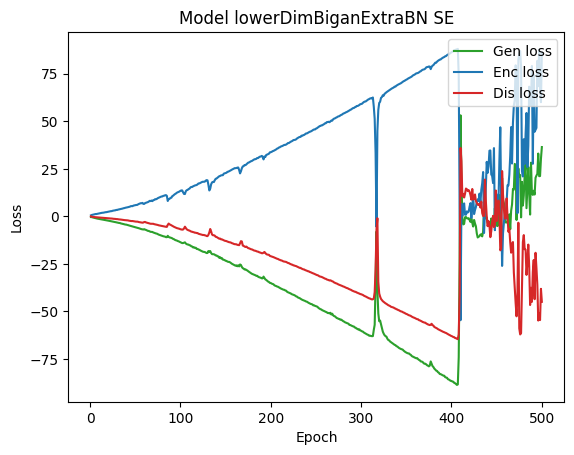 Model lowerDimBiganExtraBN SE
Gen loss
Enc loss
Dis loss
75
50
25
0
−25
−50
−75
Loss
0 100 200 300 400 500
Epoch